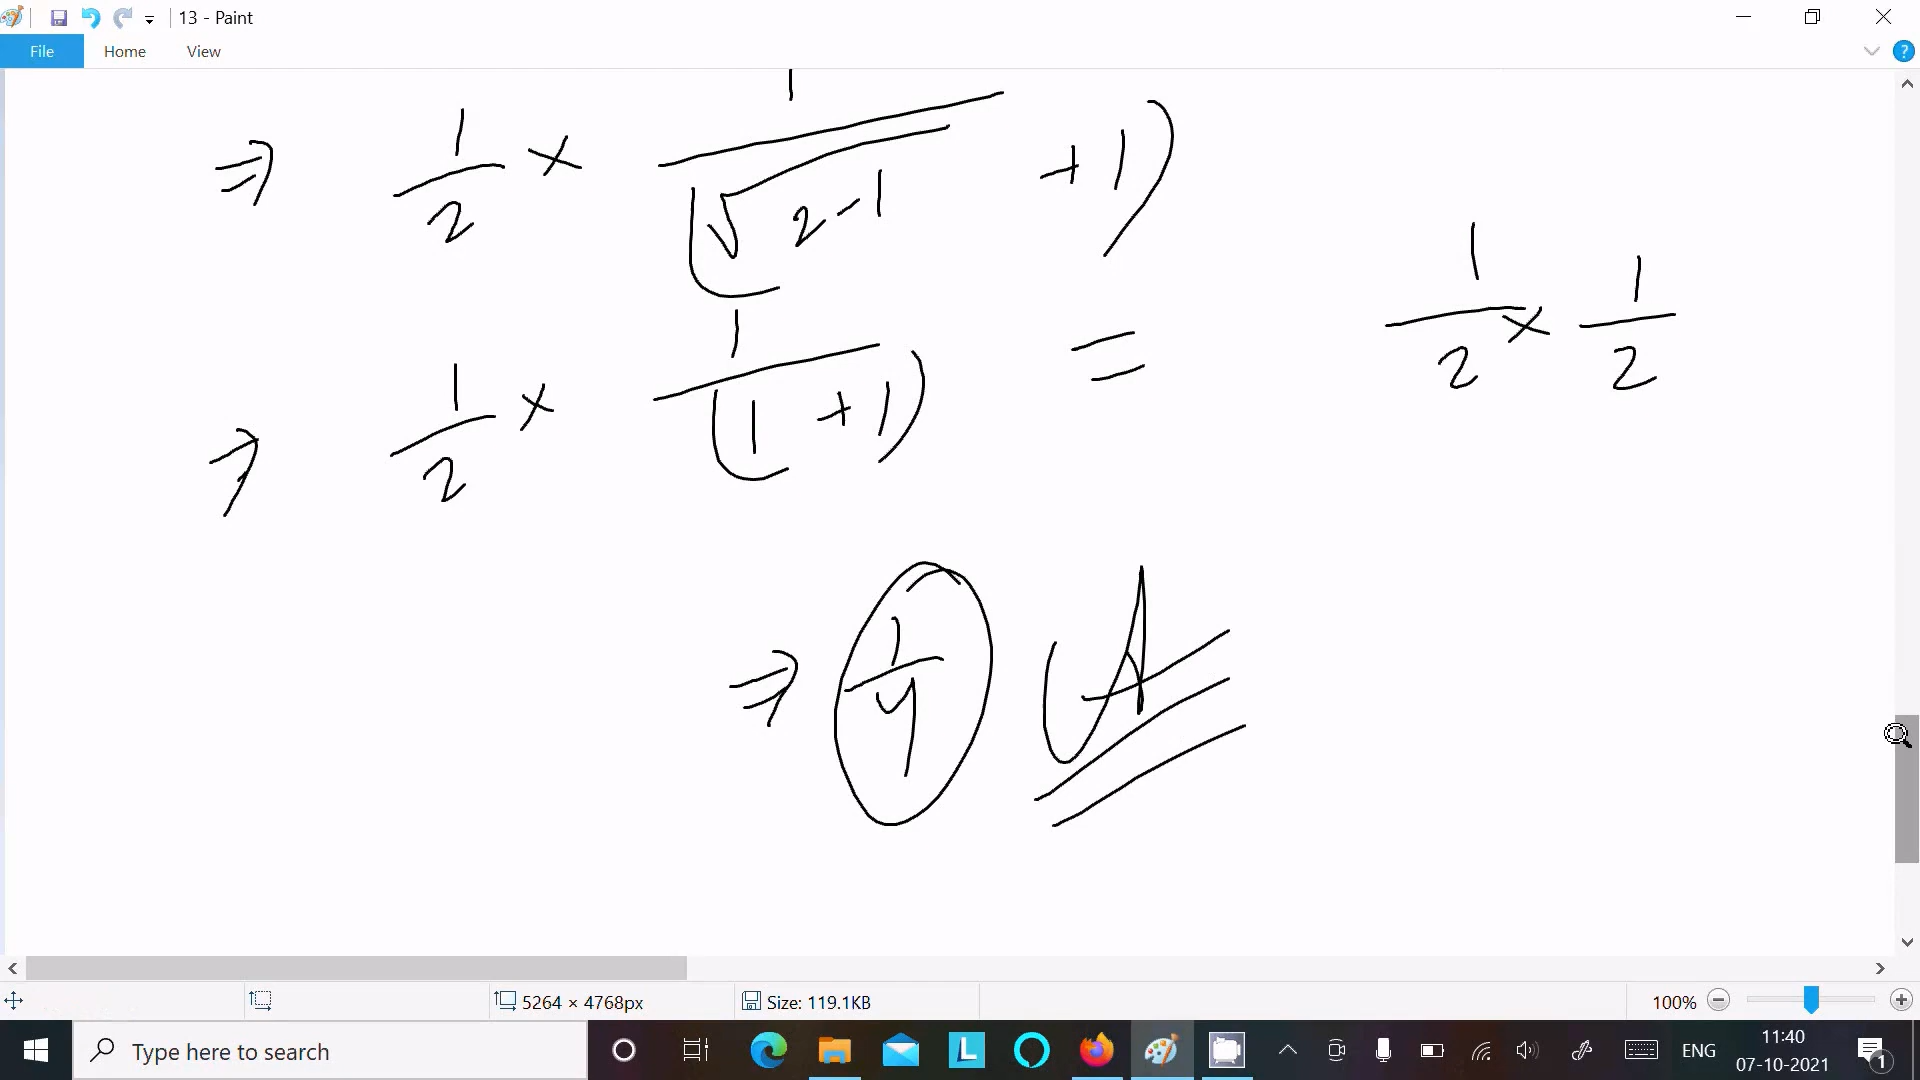 13 - Paint
File Home View
⇒ 1/2 × 1/(√(2-1) + 1)
⇒ 1/2 × 1/(1 + 1) = 1/2 × 1/2
⇒ 1/4 A
5264 × 4768px Size: 119.1KB 100%
Type here to search L ENG 11:40
07-10-2021 1